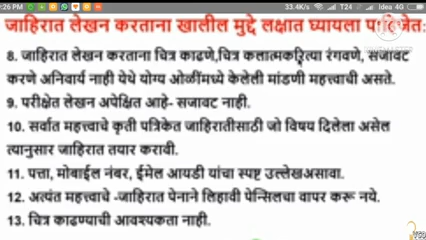 9:26 PM 33.4K/s T24 Idea 4G
जाहिरात लेखन करताना खालील मुद्दे लक्षात घ्यायला पाहिजेत:
8. जाहिरात लेखन करताना चित्र काढणे,चित्र कलात्मकरित्या रंगवणे, सजावट
करणे अनिवार्य नाही येथे योग्य ओळींमध्ये केलेली मांडणी महत्त्वाची असते.
9. परीक्षेत लेखन अपेक्षित आहे- सजावट नाही.
10. सर्वात महत्त्वाचे कृती पत्रिकेत जाहिरातीसाठी जो विषय दिलेला असेल
त्यानुसार जाहिरात तयार करावी.
11. पत्ता, मोबाईल नंबर, ईमेल आयडी यांचा स्पष्ट उल्लेखअसावा.
12. अत्यंत महत्त्वाचे -जाहिरात पेनाने लिहावी पेन्सिलचा वापर करू नये.
13. चित्र काढण्याची आवश्यकता नाही.